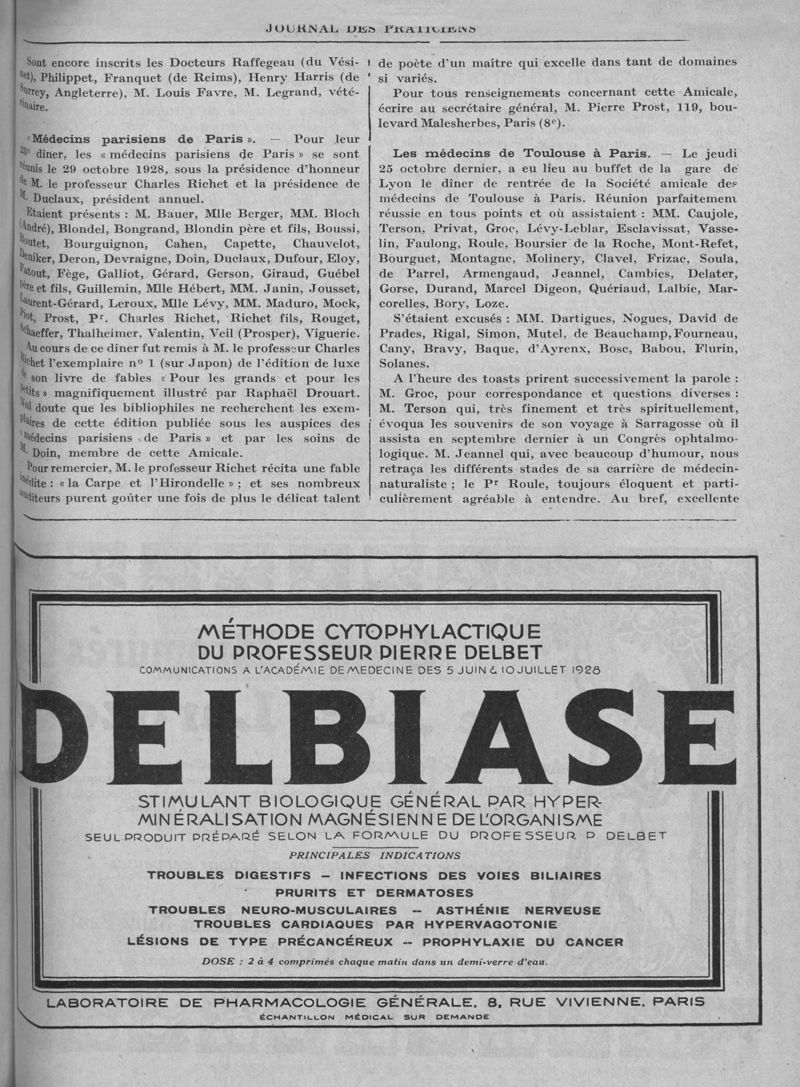 JOURNAL DES PRATICIENS
Sont encore inscrits les Docteurs Raffegeau (du Vési-
net), Philippet, Franquet (de Reims), Henry Harris (de
Surrey, Angleterre), M. Louis Favre, M. Legrand, vété-
rinaire.
« Médecins parisiens de Paris ». — Pour leur
28e dîner, les « médecins parisiens de Paris » se sont
réunis le 29 octobre 1928, sous la présidence d'honneur
de M. le professeur Charles Richet et la présidence de
M. Duclaux, président annuel.
Etaient présents : M. Bauer, Mlle Berger, MM. Bloch
(André), Blondel, Bongrand, Blondin père et fils, Boussi,
Boutet, Bourguignon, Cahen, Capette, Chauvelot,
Deniker, Deron, Devraigne, Doin, Duclaux, Dufour, Eloy,
Fatout, Fège, Galliot, Gérard, Gerson, Giraud, Guébel
père et fils, Guillemin, Mlle Hébert, MM. Janin, Jousset,
Laurent-Gérard, Leroux, Mlle Lévy, MM. Maduro, Mock,
Piot, Prost, Pr. Charles Richet, Richet fils, Rouget,
Schaeffer, Thalheimer, Valentin, Veil (Prosper), Viguerie.
Au cours de ce dîner fut remis à M. le professeur Charles
Richet l'exemplaire no 1 (sur Japon) de l'édition de luxe
de son livre de fables « Pour les grands et pour les
petits » magnifiquement illustré par Raphaël Drouart.
Nul doute que les bibliophiles ne recherchent les exem-
plaires de cette édition publiée sous les auspices des
« médecins parisiens de Paris » et par les soins de
M. Doin, membre de cette Amicale.
Pour remercier, M. le professeur Richet récita une fable
inédite : « la Carpe et l'Hirondelle » ; et ses nombreux
auditeurs purent goûter une fois de plus le délicat talent
de poète d'un maître qui excelle dans tant de domaines
si variés.
Pour tous renseignements concernant cette Amicale,
écrire au secrétaire général, M. Pierre Prost, 119, bou-
levard Malesherbes, Paris (8e).
Les médecins de Toulouse à Paris. — Le jeudi
25 octobre dernier, a eu lieu au buffet de la gare de
Lyon le dîner de rentrée de la Société amicale des
médecins de Toulouse à Paris. Réunion parfaitement
réussie en tous points et où assistaient : MM. Caujole,
Terson, Privat, Groc, Lévy-Leblar, Esclavissat, Vasse-
lin, Faulong, Roule, Boursier de la Roche, Mont-Refet,
Bourguet, Montagne, Molinery, Clavel, Frizac, Soula,
de Parrel, Armengaud, Jeannel, Cambies, Delater,
Gorse, Durand, Marcel Digeon, Quériaud, Lalbie, Mar-
corelles, Bory, Loze.
S'étaient excusés : MM. Dartigues, Nogues, David de
Prades, Rigal, Simon, Mutel, de Beauchamp, Fourneau,
Cany, Bravy, Baque, d'Ayrenx, Bosc, Babou, Flurin,
Solanes.
A l'heure des toasts prirent successivement la parole :
M. Groc, pour correspondance et questions diverses :
M. Terson qui, très finement et très spirituellement,
évoqua les souvenirs de son voyage à Sarragosse où il
assista en septembre dernier à un Congrès ophtalmo-
logique. M. Jeannel qui, avec beaucoup d'humour, nous
retraça les différents stades de sa carrière de médecin-
naturaliste ; le Pr Roule, toujours éloquent et parti-
culièrement agréable à entendre. Au bref, excellente
MÉTHODE CYTOPHYLACTIQUE
DU PROFESSEUR PIERRE DELBET
COMMUNICATIONS A L'ACADÉMIE DE MEDECINE DES 5 JUIN & 10 JUILLET 1928
DELBIASE
STIMULANT BIOLOGIQUE GÉNÉRAL PAR HYPER-
MINÉRALISATION MAGNÉSIENNE DE L'ORGANISME
SEUL PRODUIT PRÉPARÉ SELON LA FORMULE DU PROFESSEUR P. DELBET
PRINCIPALES INDICATIONS
TROUBLES DIGESTIFS — INFECTIONS DES VOIES BILIAIRES
PRURITS ET DERMATOSES
TROUBLES NEURO-MUSCULAIRES — ASTHÉNIE NERVEUSE
TROUBLES CARDIAQUES PAR HYPERVAGOTONIE
LÉSIONS DE TYPE PRÉCANCÉREUX — PROPHYLAXIE DU CANCER
DOSE : 2 à 4 comprimés chaque matin dans un demi-verre d'eau.
LABORATOIRE DE PHARMACOLOGIE GÉNÉRALE, 8, RUE VIVIENNE, PARIS
ÉCHANTILLON MÉDICAL SUR DEMANDE